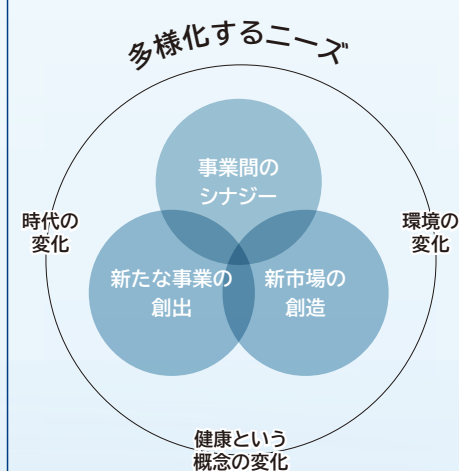 多様化するニーズ
事業間の
シナジー
時代の
変化
環境の
変化
新たな事業の
創出
新市場の
創造
健康という
概念の変化